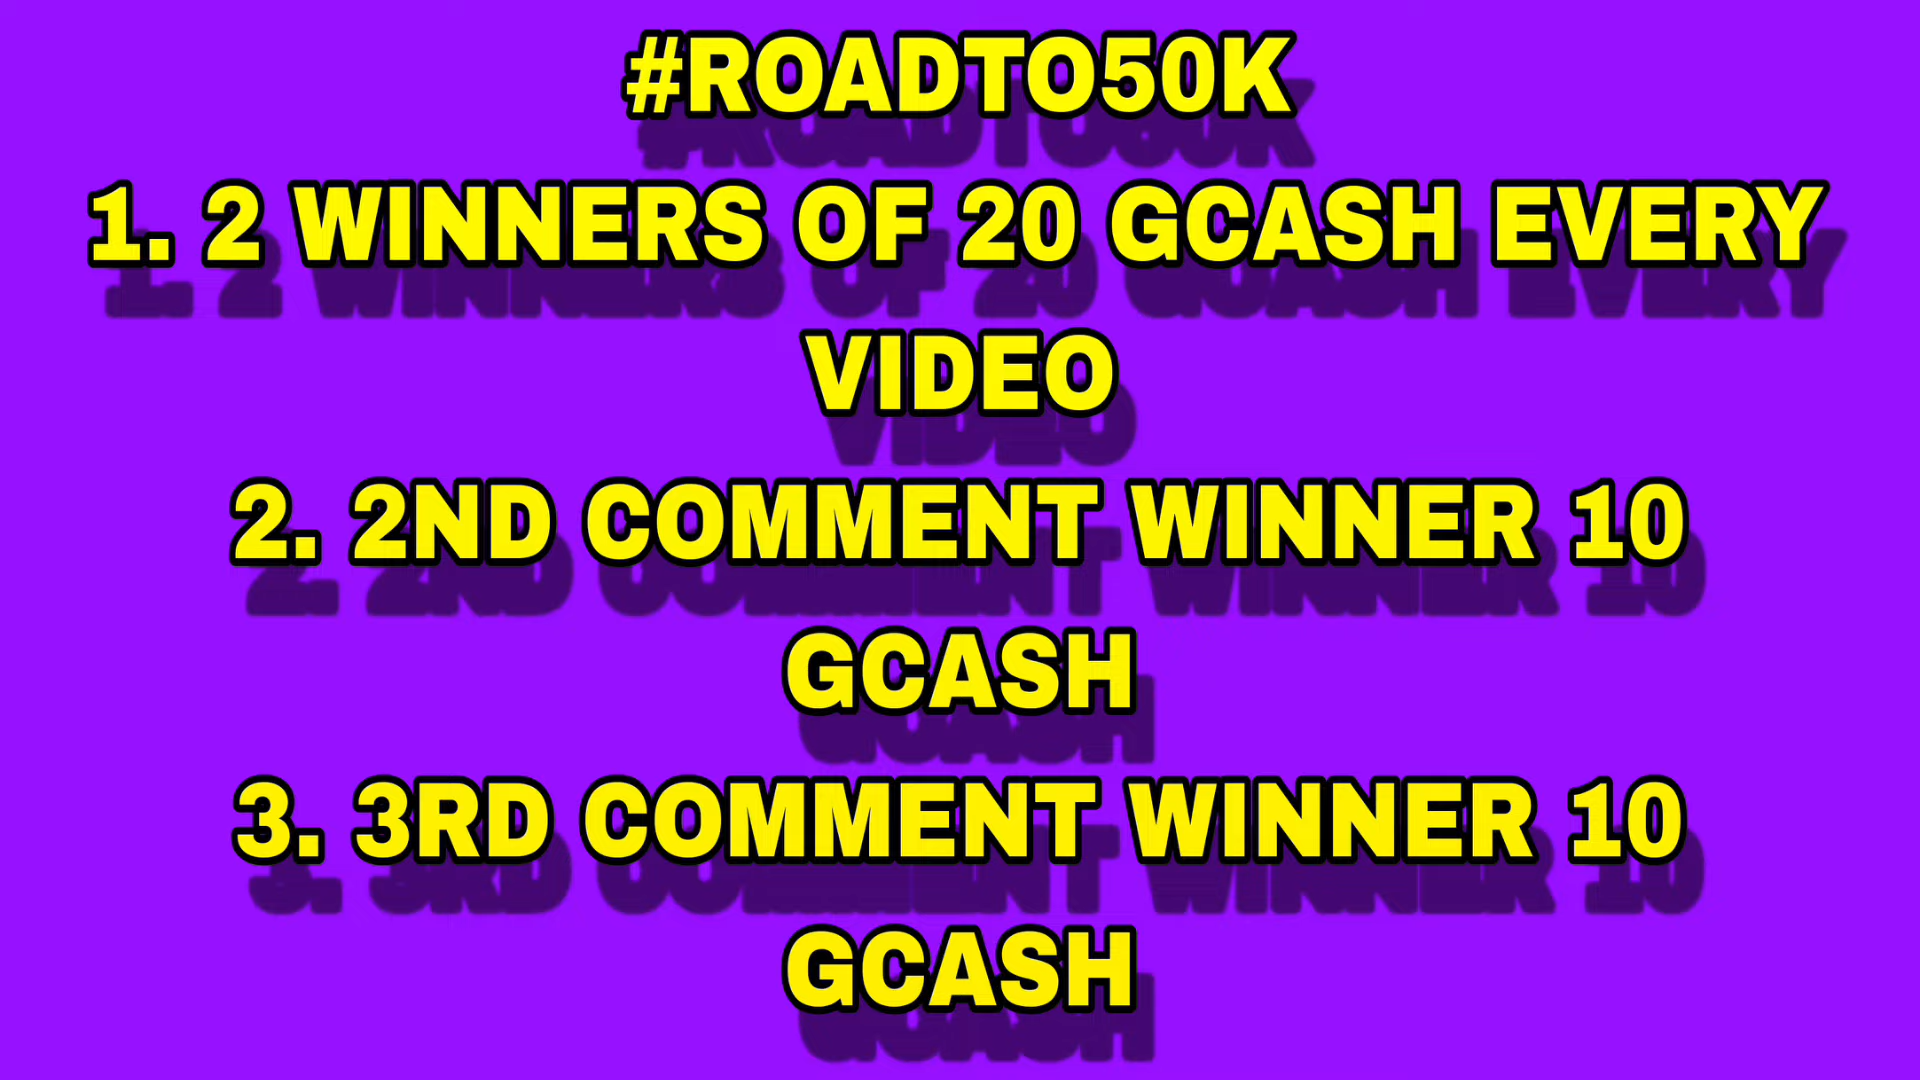 #ROADTO50K
1. 2 WINNERS OF 20 GCASH EVERY
VIDEO
2. 2ND COMMENT WINNER 10
GCASH
3. 3RD COMMENT WINNER 10
GCASH